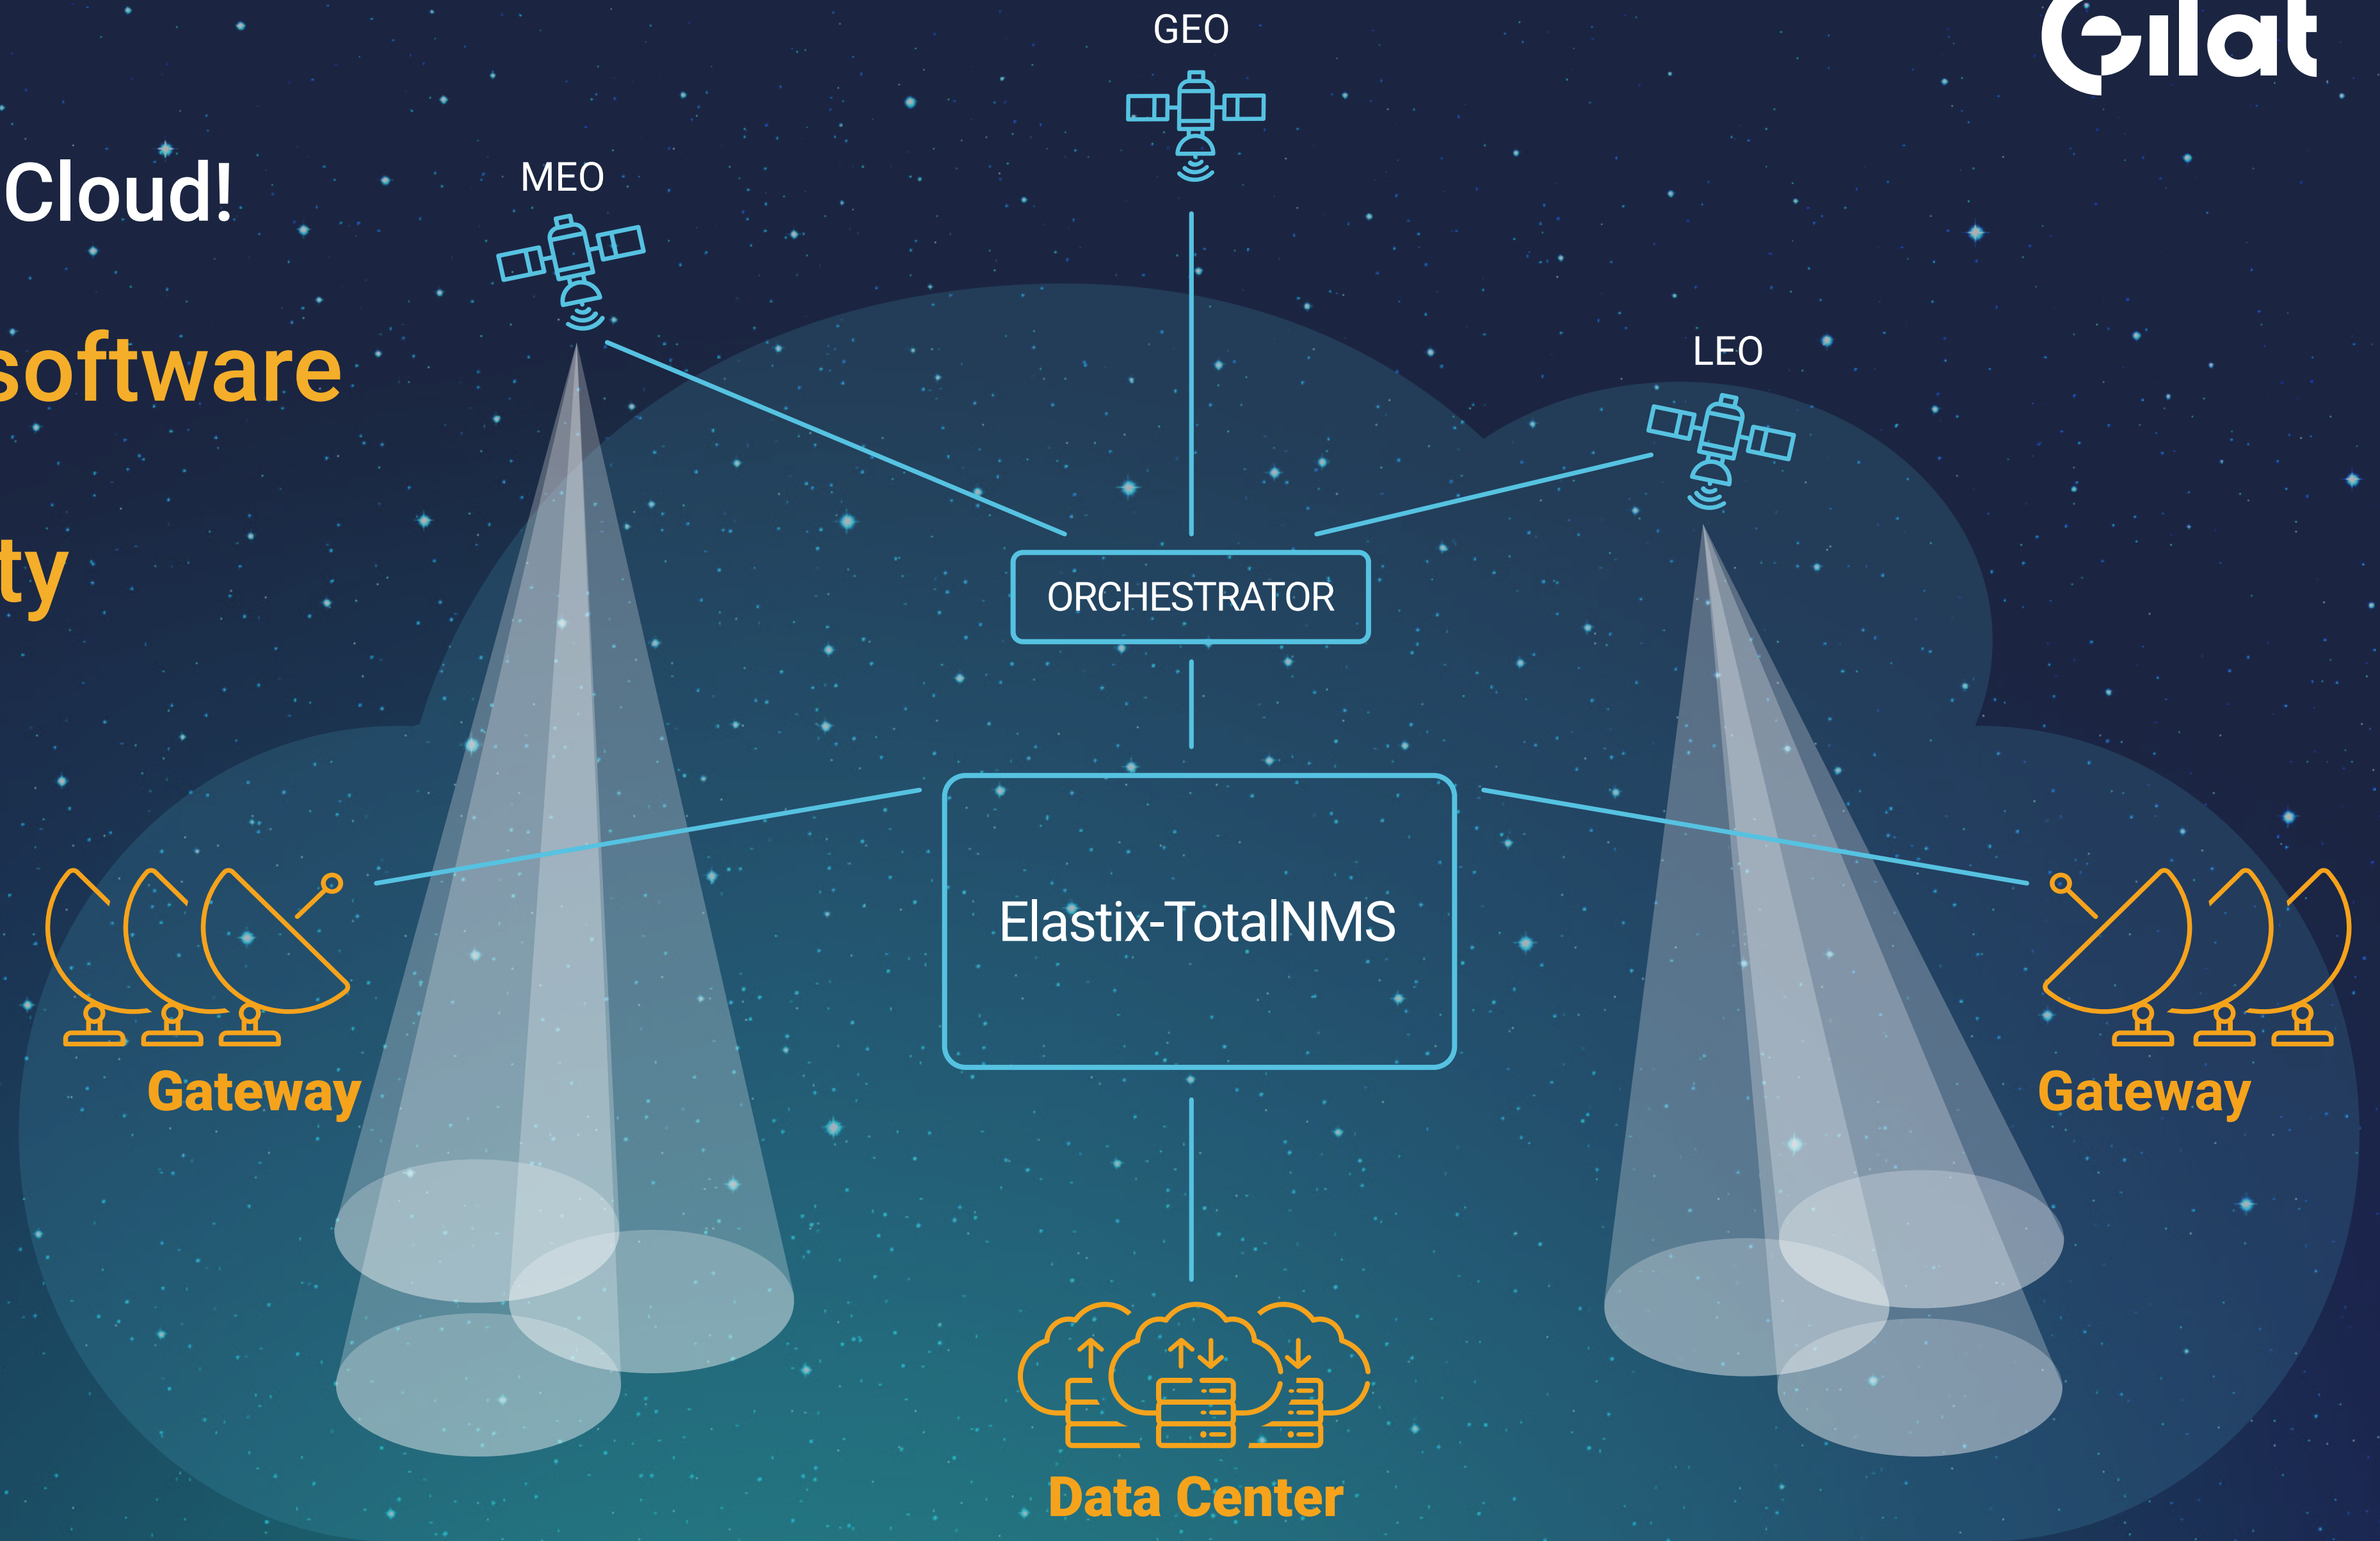 GEO
Gilat
MEO
Cloud!
software
LEO
ty
ORCHESTRATOR
Elastix-TotalNMS
Gateway
Gateway
Data Center